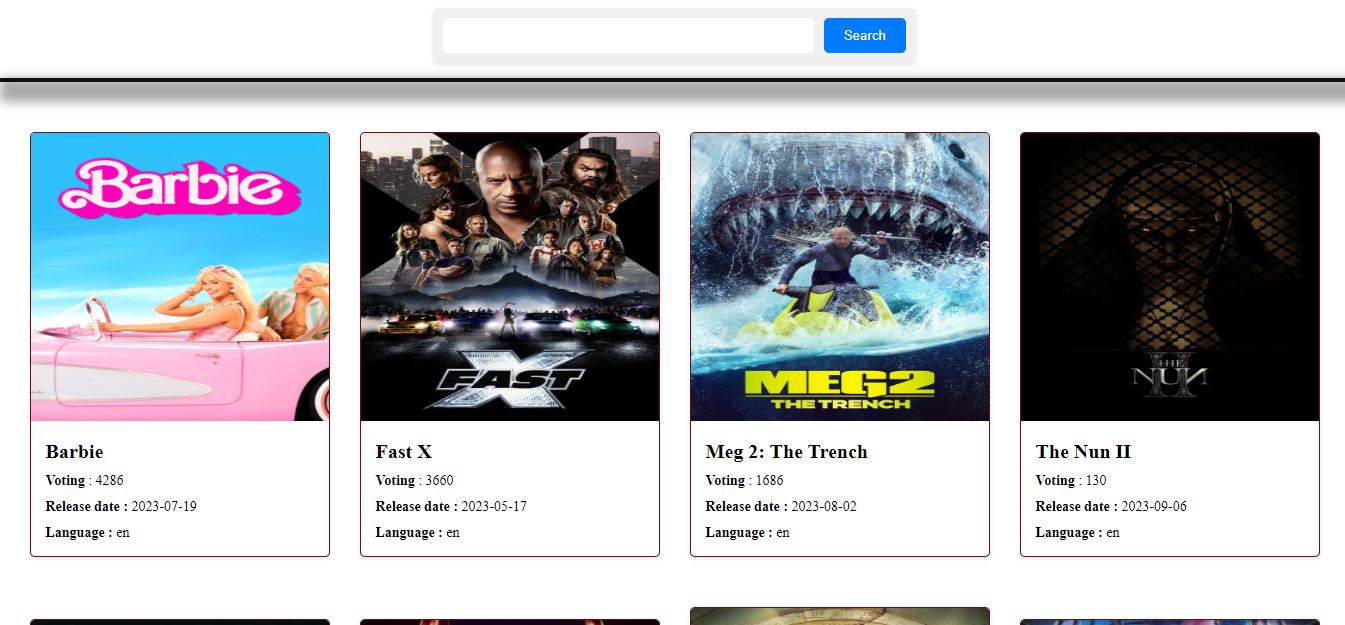 Search
Barbie
FAST
X
MEG2
THE TRENCH
THE
II
NUN
Barbie
Voting : 4286
Release date : 2023-07-19
Language : en
Fast X
Voting : 3660
Release date : 2023-05-17
Language : en
Meg 2: The Trench
Voting : 1686
Release date : 2023-08-02
Language : en
The Nun II
Voting : 130
Release date : 2023-09-06
Language : en